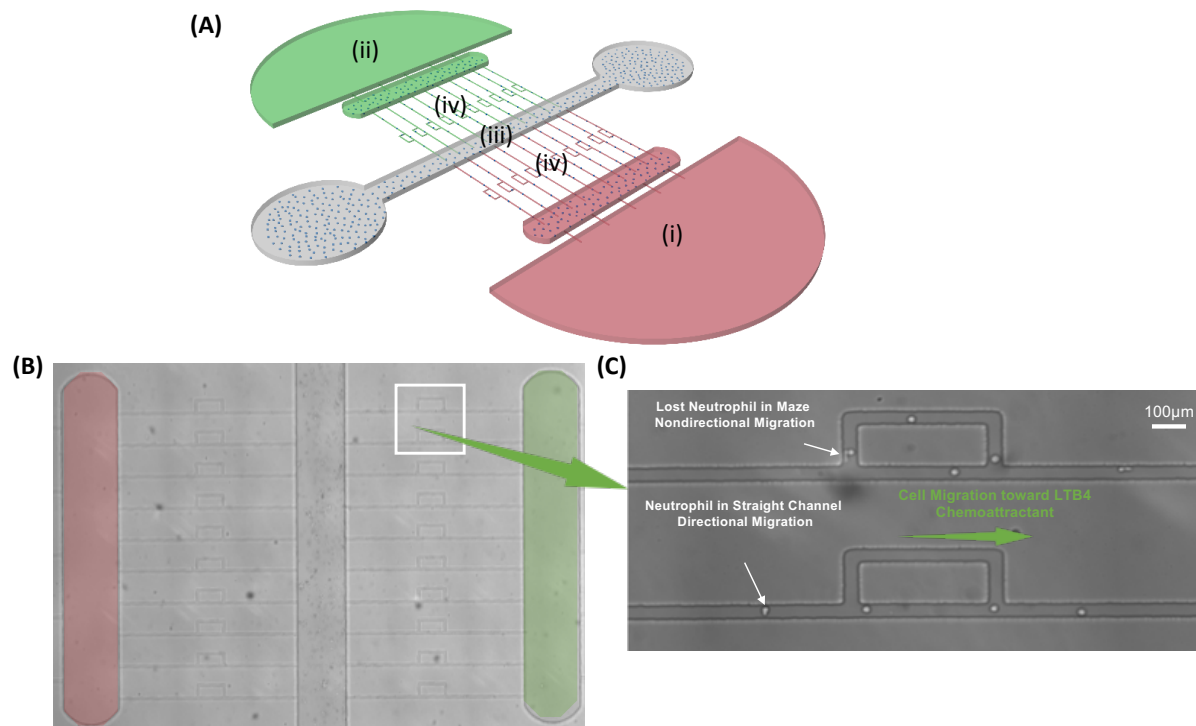 (A)
(ii)
(iv)
(iii)
(iv)
(i)
(B)
(C)
Lost Neutrophil in Maze
Nondirectional Migration
100μm
Neutrophil in Straight Channel
Directional Migration
Cell Migration toward LTB4
Chemoattractant